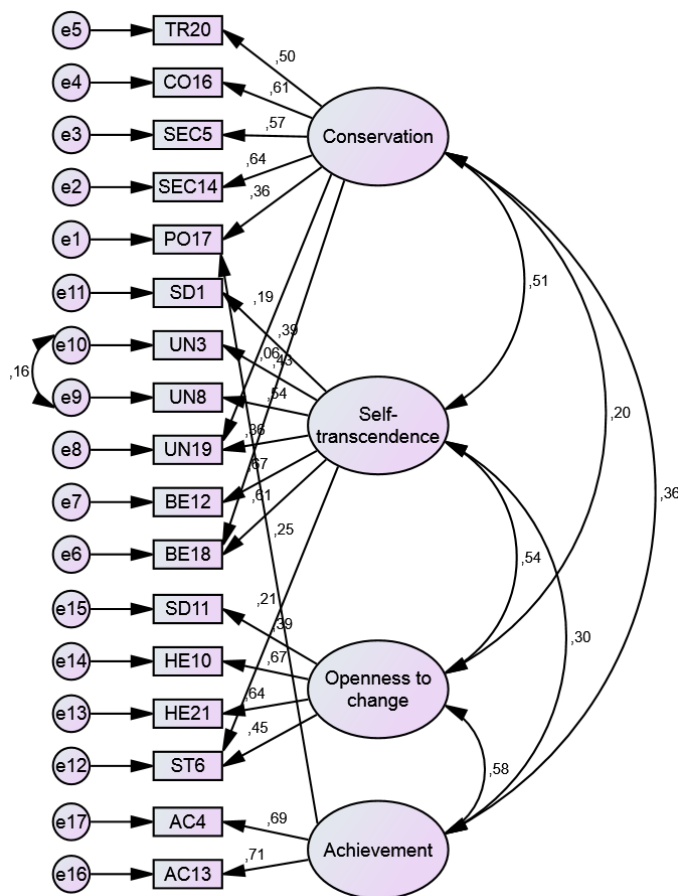 e5
TR20
,50
e4
CO16
,61
e3
SEC5
,57
Conservation
e2
SEC14
,64
e1
PO17
,36
e11
SD1
,19
,51
e10
UN3
,39
,16
,06
,43
e9
UN8
,54
Self-
transcendence
,20
e8
UN19
,36
e7
BE12
,67
,36
e6
BE18
,61
,25
,54
e15
SD11
,21
,39
,30
e14
HE10
,67
Openness to
change
e13
HE21
,64
e12
ST6
,45
,58
e17
AC4
,69
Achievement
e16
AC13
,71